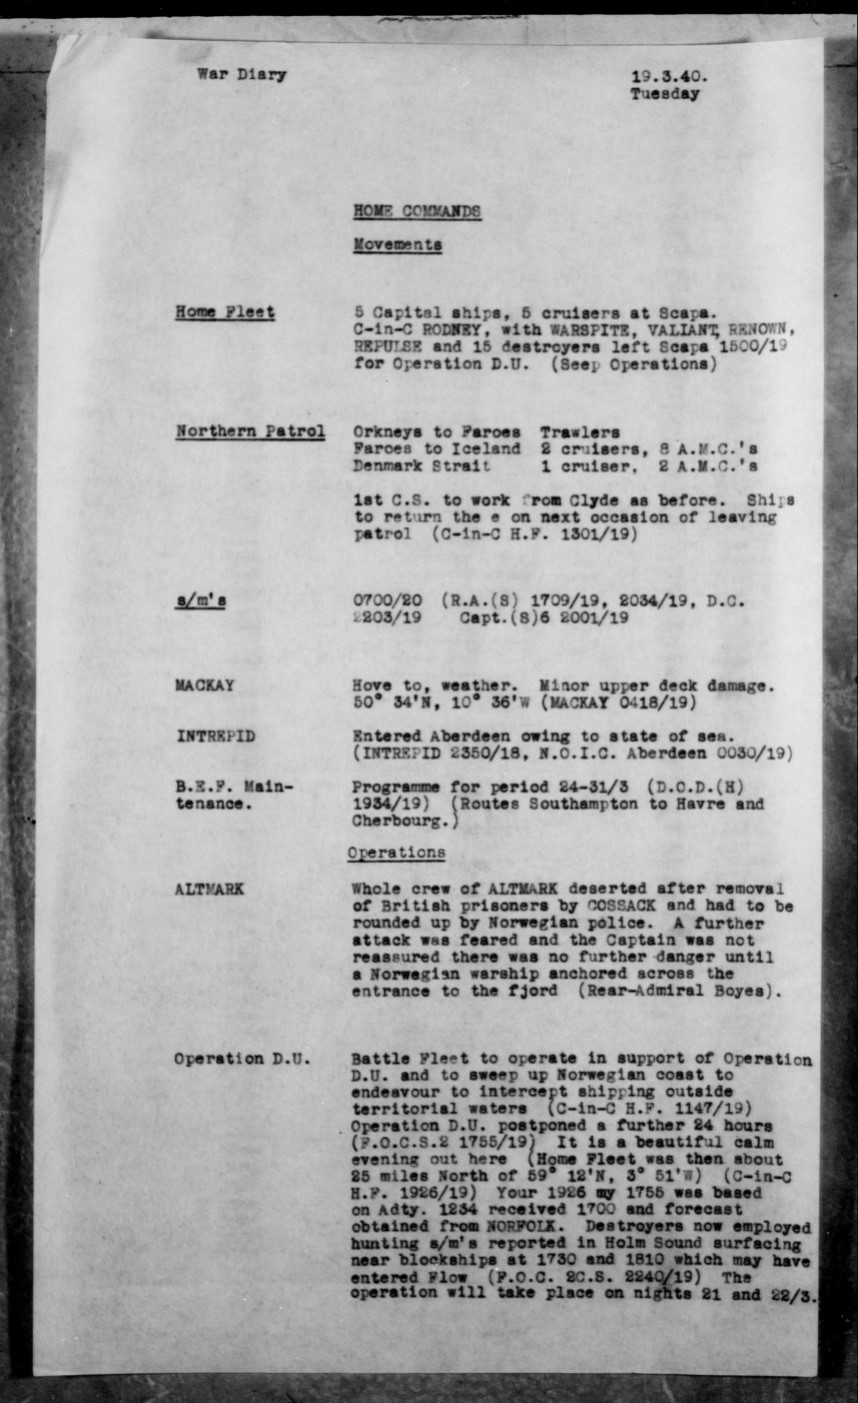 War Diary
19.3.40.
Tuesday
HOME COMMANDS
Movements
Home Fleet
5 Capital ships, 5 cruisers at Scapa.
C-in-C RODNEY, with WARSPITE, VALIANT, RENOWN,
REPULSE and 15 destroyers left Scapa 1500/19
for Operation D.U. (Seep Operations)
Northern Patrol
Orkneys to Faroes Trawlers
Faroes to Iceland 2 cruisers, 8 A.M.C.'s
Denmark Strait 1 cruiser, 2 A.M.C.'s
1st C.S. to work from Clyde as before. Ships
to return the e on next occasion of leaving
patrol (C-in-C H.F. 1301/19)
s/m's
0700/20 (R.A.(S) 1709/19, 2034/19, D.C.
2203/19 Capt.(S)6 2001/19
MACKAY
Hove to, weather. Minor upper deck damage.
50° 34'N, 10° 36'W (MACKAY 0418/19)
INTREPID
Entered Aberdeen owing to state of sea.
(INTREPID 2350/18, N.O.I.C. Aberdeen 0030/19)
B.E.F. Main-
tenance.
Programme for period 24-31/3 (D.O.D.(H)
1934/19) (Routes Southampton to Havre and
Cherbourg.)
Operations
ALTMARK
Whole crew of ALTMARK deserted after removal
of British prisoners by COSSACK and had to be
rounded up by Norwegian police. A further
attack was feared and the Captain was not
reassured there was no further danger until
a Norwegian warship anchored across the
entrance to the fjord (Rear-Admiral Boyes).
Operation D.U.
Battle Fleet to operate in support of Operation
D.U. and to sweep up Norwegian coast to
endeavour to intercept shipping outside
territorial waters (C-in-C H.F. 1147/19)
Operation D.U. postponed a further 24 hours
(F.O.C.S.2 1755/19) It is a beautiful calm
evening out here (Home Fleet was then about
25 miles North of 59° 12'N, 3° 51'W) (C-in-C
H.F. 1926/19) Your 1926 my 1755 was based
on Adty. 1234 received 1700 and forecast
obtained from NORFOLK. Destroyers now employed
hunting s/m's reported in Holm Sound surfacing
near blockships at 1730 and 1810 which may have
entered Flow (F.O.C. 2C.S. 2240/19) The
operation will take place on nights 21 and 22/3.